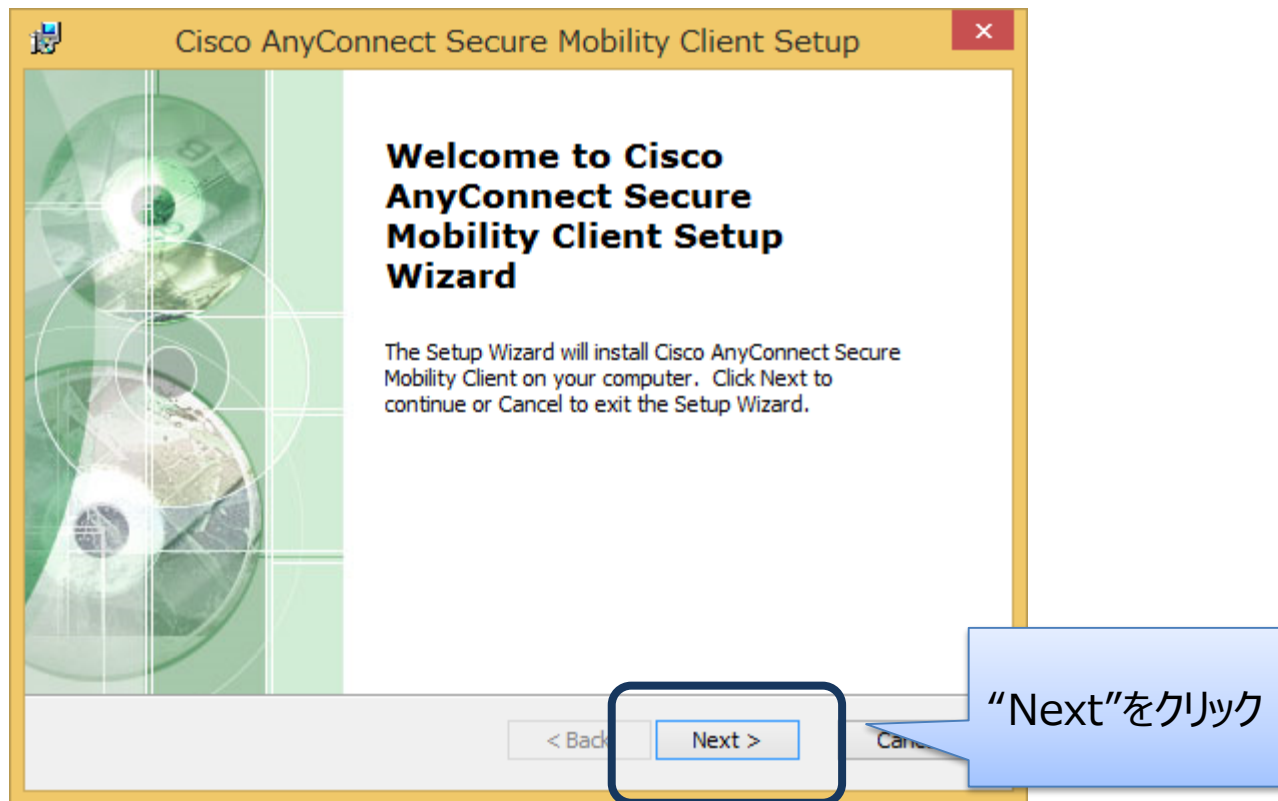 Cisco AnyConnect Secure Mobility Client Setup
Welcome to Cisco
AnyConnect Secure
Mobility Client Setup
Wizard
The Setup Wizard will install Cisco AnyConnect Secure
Mobility Client on your computer. Click Next to
continue or Cancel to exit the Setup Wizard.
“Next”をクリック
< Back
Next >